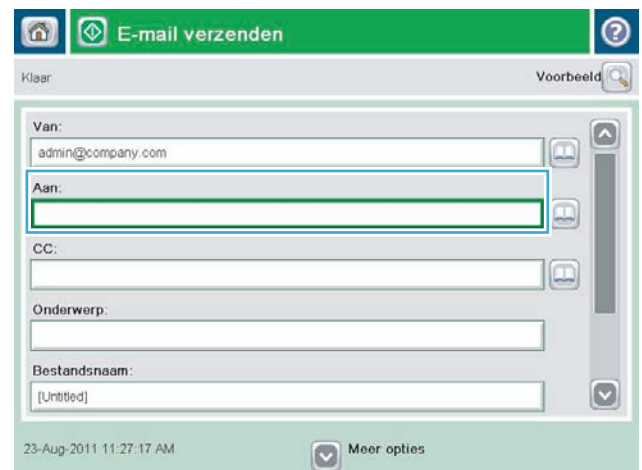 E-mail verzenden
Klaar
Voorbeeld
Van:
admin@company.com
Aan:
CC:
Onderwerp:
Bestandsnaam:
[Untitled]
23-Aug-2011 11:27:17 AM
Meer opties